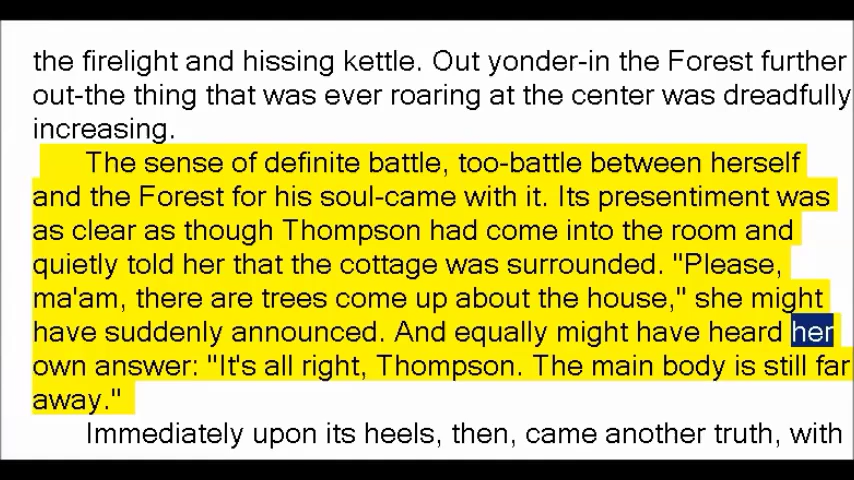 the firelight and hissing kettle. Out yonder-in the Forest further
out-the thing that was ever roaring at the center was dreadfully
increasing.
The sense of definite battle, too-battle between herself
and the Forest for his soul-came with it. Its presentiment was
as clear as though Thompson had come into the room and
quietly told her that the cottage was surrounded. "Please,
ma'am, there are trees come up about the house," she might
have suddenly announced. And equally might have heard her
own answer: "It's all right, Thompson. The main body is still far
away."
Immediately upon its heels, then, came another truth, with